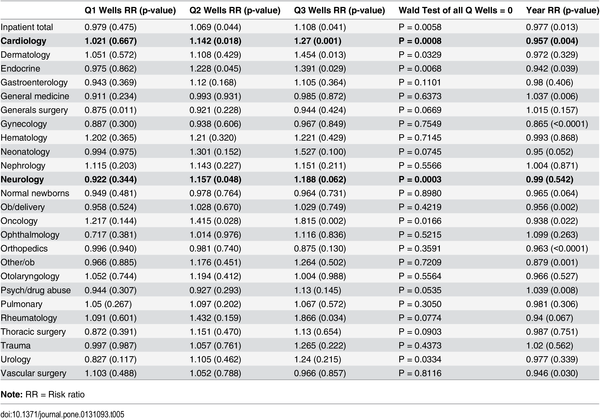 Q1 Wells RR (p-value) Q2 Wells RR (p-value) Q3 Wells RR (p-value) Wald Test of all Q Wells = 0 Year RR (p-value)
Inpatient total 0.979 (0.475) 1.069 (0.044) 1.108 (0.041) P = 0.0058 0.977 (0.013)
Cardiology 1.021 (0.667) 1.142 (0.018) 1.27 (0.001) P = 0.0008 0.957 (0.004)
Dermatology 1.051 (0.572) 1.108 (0.429) 1.454 (0.013) P = 0.0329 0.972 (0.329)
Endocrine 0.975 (0.862) 1.228 (0.045) 1.391 (0.029) P = 0.0068 0.942 (0.039)
Gastroenterology 0.943 (0.369) 1.12 (0.168) 1.105 (0.364) P = 0.1101 0.98 (0.406)
General medicine 0.911 (0.234) 0.993 (0.931) 0.985 (0.872) P = 0.6373 1.037 (0.006)
Generals surgery 0.875 (0.011) 0.921 (0.228) 0.944 (0.424) P = 0.0669 1.015 (0.157)
Gynecology 0.887 (0.300) 0.938 (0.606) 0.967 (0.849) P = 0.7549 0.865 (<0.0001)
Hematology 1.202 (0.365) 1.21 (0.320) 1.221 (0.429) P = 0.7145 0.993 (0.868)
Neonatology 0.994 (0.975) 1.301 (0.152) 1.527 (0.100) P = 0.0745 0.95 (0.052)
Nephrology 1.115 (0.203) 1.143 (0.227) 1.151 (0.211) P = 0.5566 1.004 (0.871)
Neurology 0.922 (0.344) 1.157 (0.048) 1.188 (0.062) P = 0.0003 0.99 (0.542)
Normal newborns 0.949 (0.481) 0.978 (0.764) 0.964 (0.731) P = 0.8980 0.965 (0.064)
Ob/delivery 0.958 (0.524) 1.028 (0.670) 1.029 (0.749) P = 0.4219 0.956 (0.002)
Oncology 1.217 (0.144) 1.415 (0.028) 1.815 (0.002) P = 0.0166 0.938 (0.022)
Ophthalmology 0.717 (0.381) 1.014 (0.976) 1.116 (0.836) P = 0.5215 1.099 (0.263)
Orthopedics 0.996 (0.940) 0.981 (0.740) 0.875 (0.130) P = 0.3591 0.963 (<0.0001)
Other/ob 0.966 (0.885) 1.176 (0.451) 1.264 (0.502) P = 0.7209 0.879 (0.001)
Otolaryngology 1.052 (0.744) 1.194 (0.412) 1.004 (0.988) P = 0.5564 0.966 (0.527)
Psych/drug abuse 0.944 (0.307) 0.927 (0.293) 1.13 (0.145) P = 0.0535 1.039 (0.008)
Pulmonary 1.05 (0.267) 1.097 (0.202) 1.067 (0.572) P = 0.3050 0.981 (0.306)
Rheumatology 1.091 (0.601) 1.432 (0.159) 1.866 (0.034) P = 0.0774 0.94 (0.067)
Thoracic surgery 0.872 (0.391) 1.151 (0.470) 1.13 (0.654) P = 0.0903 0.987 (0.751)
Trauma 0.997 (0.987) 1.057 (0.761) 1.265 (0.222) P = 0.4373 1.02 (0.562)
Urology 0.827 (0.117) 1.105 (0.462) 1.24 (0.215) P = 0.0334 0.977 (0.339)
Vascular surgery 1.103 (0.488) 1.052 (0.788) 0.966 (0.857) P = 0.8116 0.946 (0.030)
Note: RR = Risk ratio
doi:10.1371/journal.pone.0131093.t005